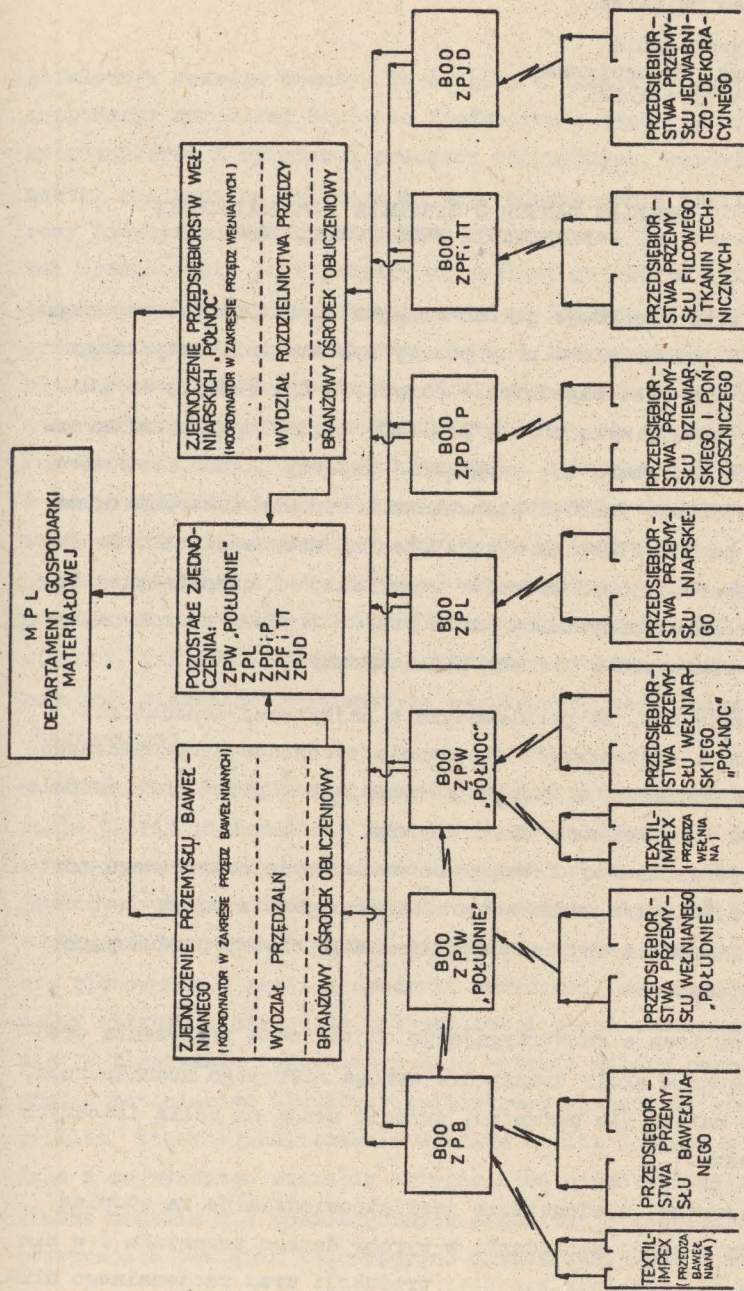 M P L
DEPARTAMENT GOSPODARKI
MATERIAŁOWEJ
ZJEDNOCZENIE PRZEMYSŁU BAWEŁ-
NIANEGO
(KOORDYNATOR W ZAKRESIE PRZĘDZ BAWEŁNIANYCH)
WYDZIAŁ PRZĘDZALŃ
BRANŻOWY OŚRODEK OBLICZENIOWY
POZOSTAŁE ZJEDNO-
CZENIA:
ZPW „POŁUDNIE"
ZPL
ZPDiP
ZPFiTT
ZPJD
ZJEDNOCZENIE PRZEDSIĘBIORSTW WEŁ-
NIARSKICH „PÓŁNOC"
(KOORDYNATOR W ZAKRESIE PRZĘDZ WEŁNIANYCH)
WYDZIAŁ ROZDZIELNICTWA PRZĘDZY
BRANŻOWY OŚRODEK OBLICZENIOWY
BOO
ZPB
BOO
ZPW
„POŁUDNIE"
BOO
ZPW
„PÓŁNOC"
BOO
ZPL
BOO
ZPDiP
BOO
ZPFiTT
BOO
ZPJD
TEXTIL-
IMPEX
(PRZĘDZA
BAWEŁ-
NIANA)
PRZEDSIĘBIOR-
STWA PRZEMY-
SŁU BAWEŁNIA-
NEGO
PRZEDSIĘBIOR-
STWA PRZEMY-
SŁU WEŁNIANEGO
„POŁUDNIE"
TEXTIL-
IMPEX
(PRZĘDZA
WEŁNIA
NA)
PRZEDSIĘBIOR-
STWA PRZEMY-
SŁU WEŁNIAR-
SKIEGO
„PÓŁNOC"
PRZEDSIĘBIOR-
STWA PRZEMY-
SŁU LNIARSKIE-
GO
PRZEDSIĘBIOR-
STWA PRZEMY-
SŁU DZIEWIAR-
SKIEGO I POŃ-
CZOSZNICZEGO
PRZEDSIĘBIOR-
STWA PRZEMY-
SŁU FILCOWEGO
I TKANIN TECH-
NICZNYCH
PRZEDSIĘBIOR-
STWA PRZEMY-
SŁU JEDWABNI-
CZO-DEKORA-
CYJNEGO